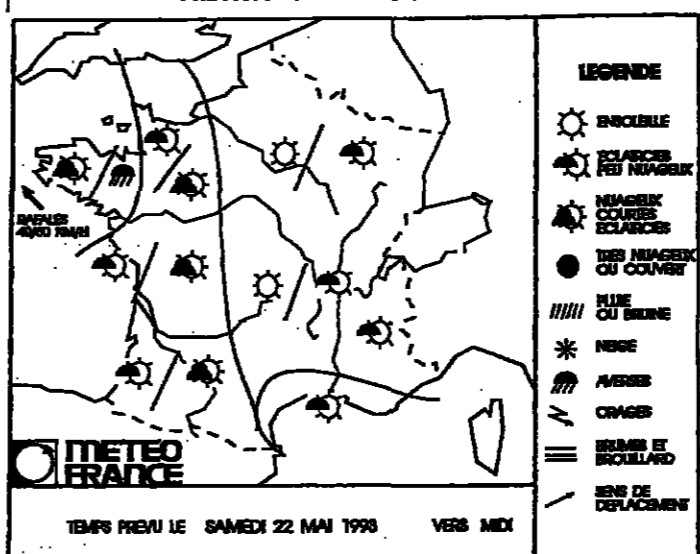 RAFALES
40/60 KM/H
METEO
FRANCE
TEMPS PREVU LE SAMEDI 22 MAI 1993 VERS MIDI
LEGENDE
ENSOLEILLE
ECLAIRCIES
PEU NUAGEUX
NUAGEUX
COURTES
ECLAIRCIES
TRES NUAGEUX
OU COUVERT
PLUIE
OU BRUINE
NEIGE
AVERSES
ORAGES
BRUMES ET
BROUILLARD
SENS DE
DEPLACEMENT